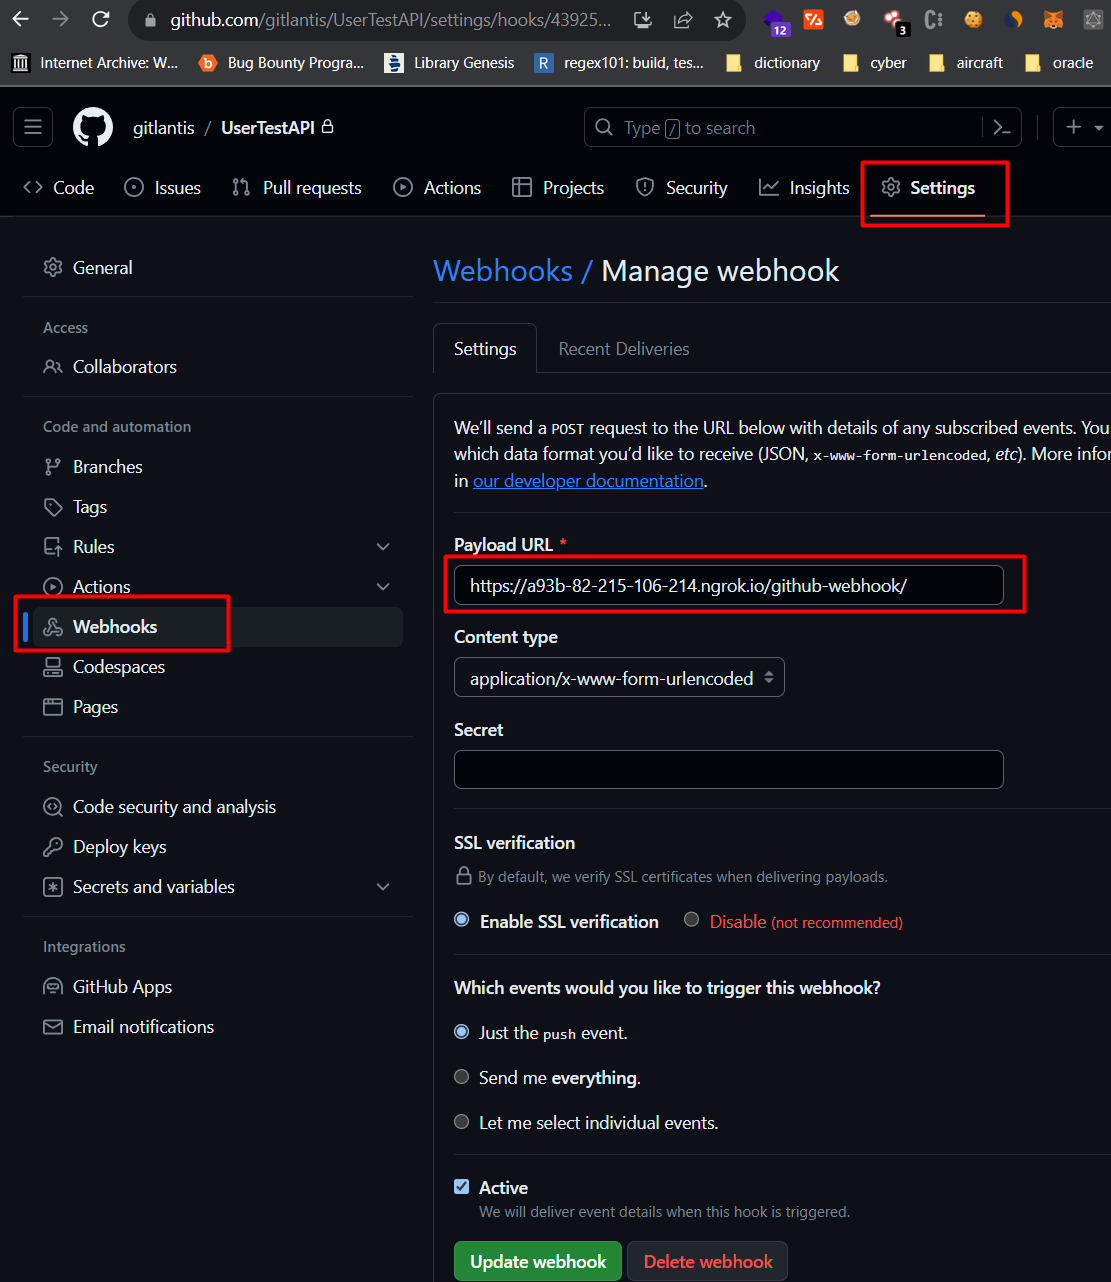 github.com/gitlantis/UserTestAPI/settings/hooks/43925...
12
3
Internet Archive: W...
Bug Bounty Progra...
Library Genesis
R
regex101: build, tes...
dictionary
cyber
aircraft
oracle
gitlantis / UserTestAPI
Type / to search
Code
Issues
Pull requests
Actions
Projects
Security
Insights
Settings
General
Access
Collaborators
Code and automation
Branches
Tags
Rules
Actions
Webhooks
Codespaces
Pages
Security
Code security and analysis
Deploy keys
Secrets and variables
Integrations
GitHub Apps
Email notifications
Webhooks / Manage webhook
Settings
Recent Deliveries
We'll send a POST request to the URL below with details of any subscribed events. You
which data format you'd like to receive (JSON, x-www-form-urlencoded, etc). More infor
in our developer documentation.
Payload URL *
https://a93b-82-215-106-214.ngrok.io/github-webhook/
Content type
application/x-www-form-urlencoded
Secret
SSL verification
By default, we verify SSL certificates when delivering payloads.
Enable SSL verification
Disable (not recommended)
Which events would you like to trigger this webhook?
Just the push event.
Send me everything.
Let me select individual events.
Active
We will deliver event details when this hook is triggered.
Update webhook
Delete webhook